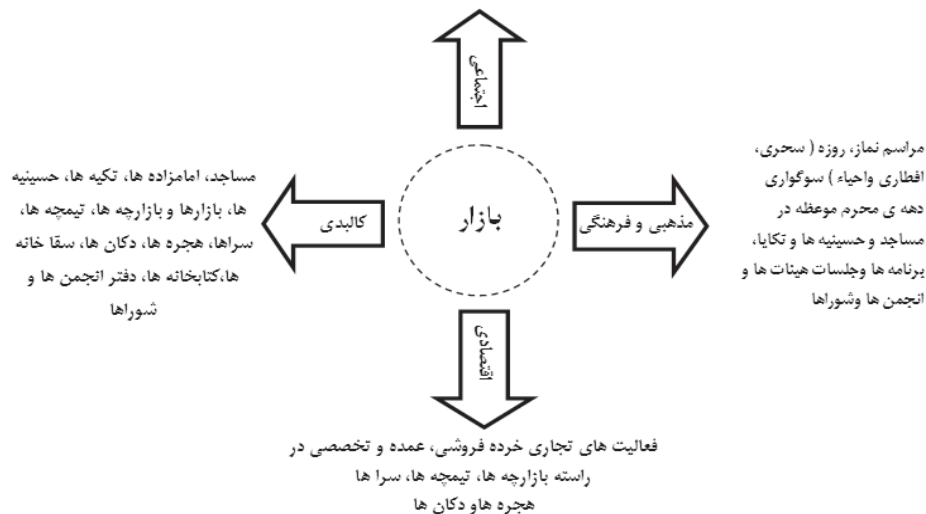 اجتماعی
مراسم نماز، روزه ( سحری،
افطاری واحیاء ) سوگواری
دهه ی محرم موعظه در
مساجد و حسینیه ها و تکایا،
برنامه ها وجلسات هیئات ها و
انجمن ها وشوراها
مذهبی و فرهنگی
بازار
کالبدی
مساجد، امامزاده ها، تکیه ها، حسینیه
ها، بازارها و بازارچه ها، تیمچه ها،
سراها، هجره ها، دکان ها، سقا خانه
ها،کتابخانه ها، دفتر انجمن ها و
شوراها
اقتصادی
فعالیت های تجاری خرده فروشی، عمده و تخصصی در
راسته بازارچه ها، تیمچه ها، سرا ها
هجره هاو دکان ها